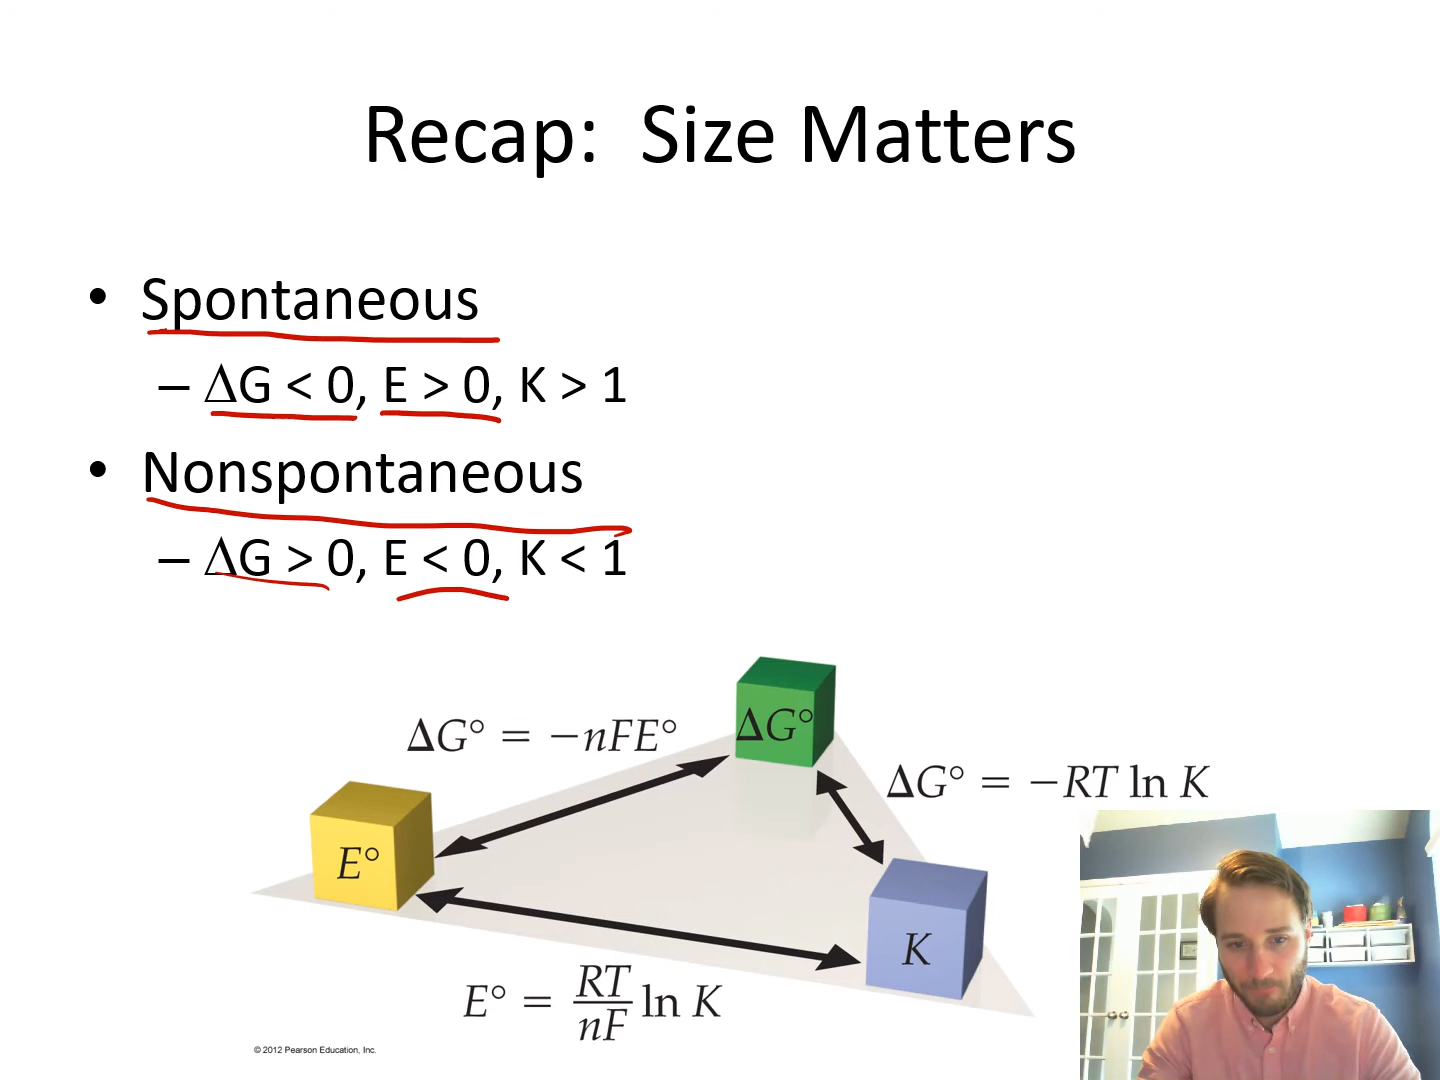 Recap: Size Matters
• Spontaneous
– ΔG < 0, E > 0, K > 1
• Nonspontaneous
– ΔG > 0, E < 0, K < 1
ΔG° = −nFE°
ΔG°
ΔG° = −RT ln K
E°
K
E° = RT/nF ln K
© 2012 Pearson Education, Inc.